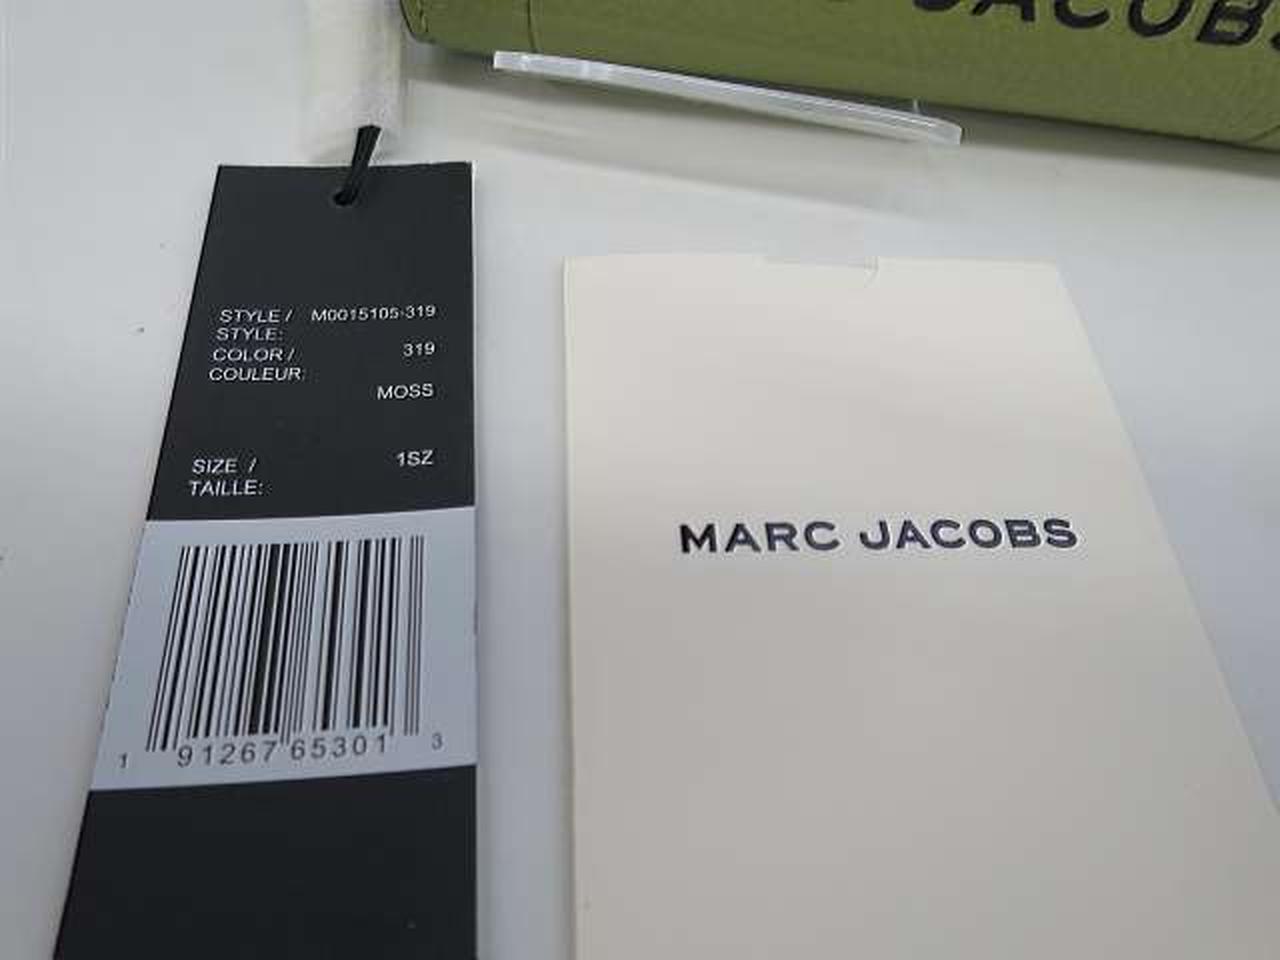 JACOBS
STYLE / M0015105-319
STYLE:
COLOR / 319
COULEUR:
MOSS
SIZE / 1SZ
TAILLE:
1 91267 65301 3
MARC JACOBS